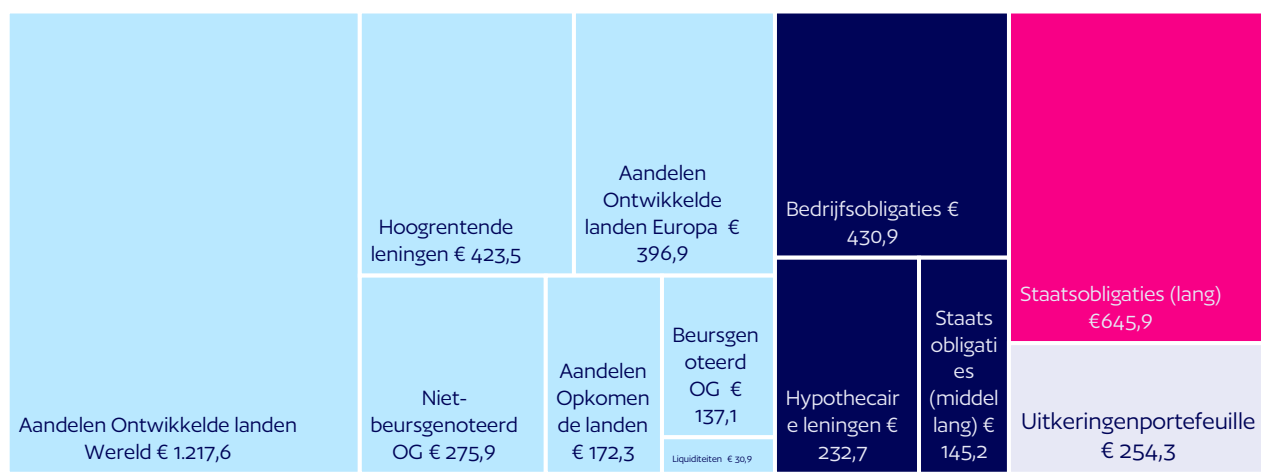 Aandelen Ontwikkelde landen
Wereld € 1.217,6
Hoogrentende
leningen € 423,5
Aandelen
Ontwikkelde
landen Europa €
396,9
Niet-
beursgenoteerd
OG € 275,9
Aandelen
Opkomen
de landen
€ 172,3
Beursgen
oteerd
OG €
137,1
Liquiditeiten € 30,9
Bedrijfsobligaties €
430,9
Hypothecair
e leningen €
232,7
Staats
obligati
es
(middel
lang) €
145,2
Staatsobligaties (lang)
€645,9
Uitkeringenportefeuille
€ 254,3